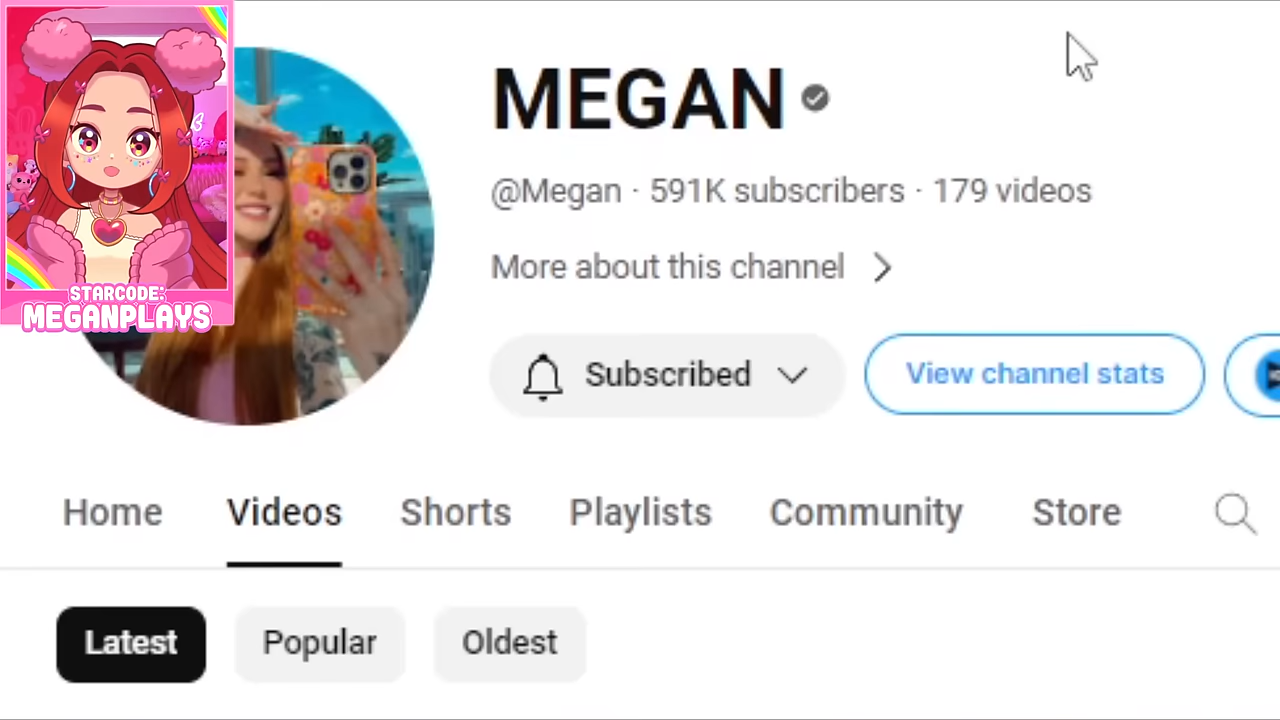 MEGAN
@Megan · 591K subscribers · 179 videos
More about this channel
STARCODE:
MEGANPLAYS
Subscribed
View channel stats
Home Videos Shorts Playlists Community Store
Latest Popular Oldest